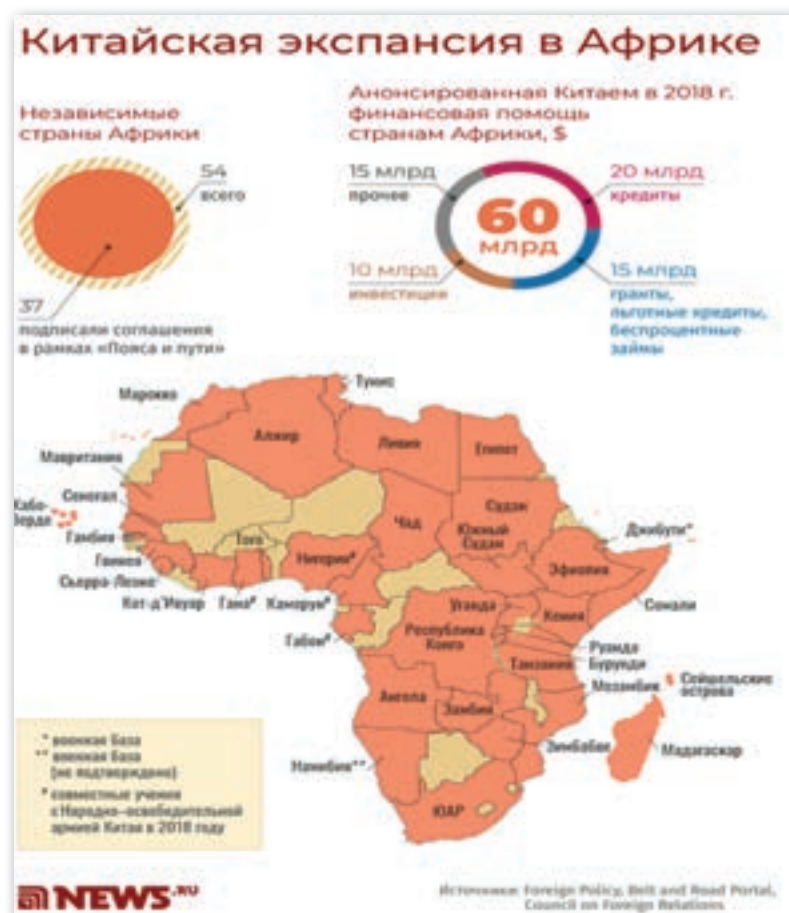 Китайская экспансия в Африке
Независимые
страны Африки
54
всего
37
подписали соглашения
в рамках «Пояса и пути»
Анонсированная Китаем в 2018 г.
финансовая помощь
странам Африки, $
15 млрд
прочее
20 млрд
кредиты
60
млрд
10 млрд
инвестиции
15 млрд
гранты,
льготные кредиты,
беспроцентные
займы
Тунис
Марокко
Алжир
Ливия
Египет
Мавритания
Сенегал
Кабо-
Верде
Гамбия
Гвинея
Сьерра-Леоне
Того
Чад
Судан
Южный
Судан
Джибути*
Нигерия#
Эфиопия
Кот-д'Ивуар
Гана#
Камерун#
Габон#
Уганда
Республика
Конго
Кения
Сомали
Руанда
Бурунди
Танзания
Мозамбик
Сейшельские
острова
Ангола
Замбия
Зимбабве
Мадагаскар
Намибия**
ЮАР
* военная база
** военная база
(не подтверждено)
# совместные учения
с Народно-освободительной
армией Китая в 2018 году
NEWS.RU
Источники: Foreign Policy, Belt and Road Portal,
Council on Foreign Relations